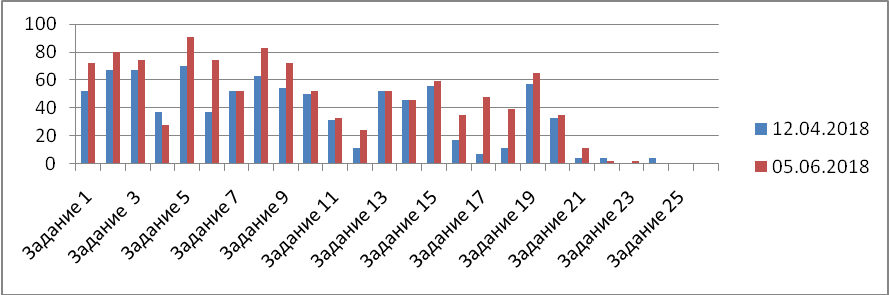 100
80
60
40
20
0
Задание 1
Задание 3
Задание 5
Задание 7
Задание 9
Задание 11
Задание 13
Задание 15
Задание 17
Задание 19
Задание 21
Задание 23
Задание 25
12.04.2018
05.06.2018